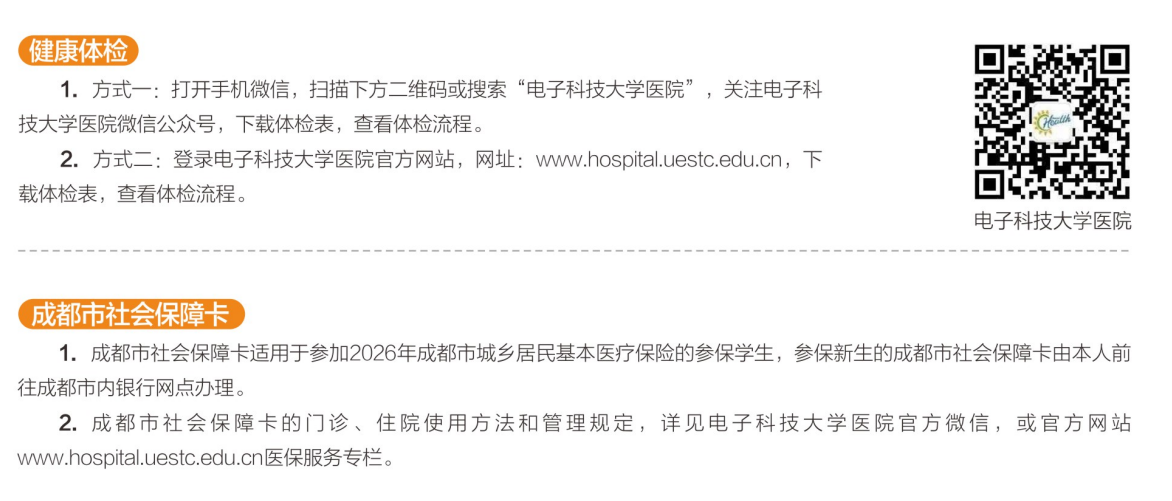 健康体检
1. 方式一：打开手机微信，扫描下方二维码或搜索“电子科技大学医院”，关注电子科
技大学医院微信公众号，下载体检表，查看体检流程。
2. 方式二：登录电子科技大学医院官方网站，网址：www.hospital.uestc.edu.cn，下
载体检表，查看体检流程。
Health
电子科技大学医院
成都市社会保障卡
1. 成都市社会保障卡适用于参加2026年成都市城乡居民基本医疗保险的参保学生，参保新生的成都市社会保障卡由本人前
往成都市内银行网点办理。
2. 成都市社会保障卡的门诊、住院使用方法和管理规定，详见电子科技大学医院官方微信，或官方网站
www.hospital.uestc.edu.cn医保服务专栏。